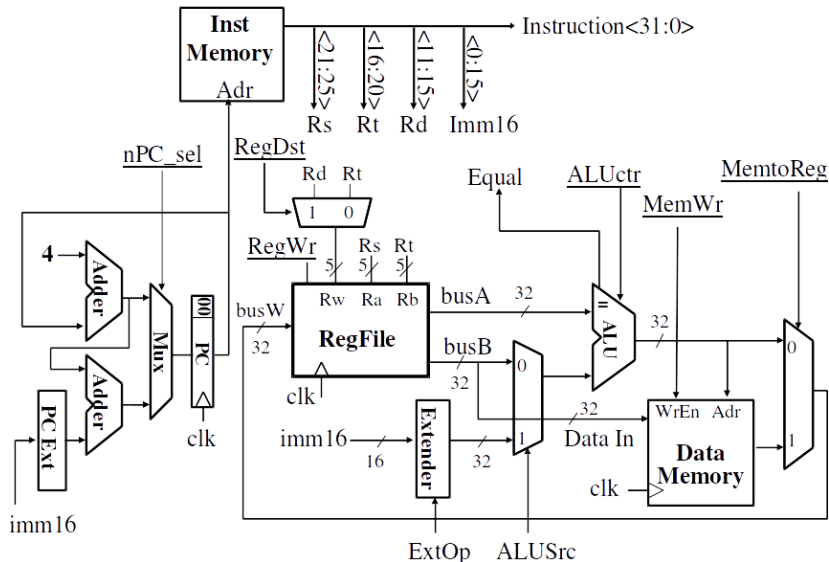 Inst
Memory
Adr
Instruction<31:0>
<21:25>
<16:20>
<11:15>
<0:15>
Rs
Rt
Rd
Imm16
nPC_sel
RegDst
Rd
Rt
1
0
Equal
ALUctr
MemWr
MemtoReg
4
Adder
Mux
00
PC
clk
Adder
PC Ext
imm16
RegWr
5
Rs
5
Rt
5
busW
32
Rw
Ra
Rb
RegFile
clk
busA
32
busB
32
0
1
=
ALU
32
0
1
imm16
16
Extender
32
32
Data In
WrEn
Adr
Data
Memory
clk
ExtOp
ALUSrc